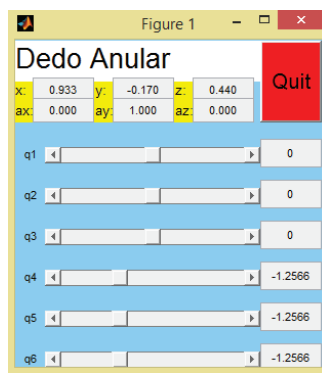 Figure 1
Dedo Anular
Quit
x: 0.933 y: -0.170 z: 0.440
ax: 0.000 ay: 1.000 az: 0.000
q1 0
q2 0
q3 0
q4 -1.2566
q5 -1.2566
q6 -1.2566